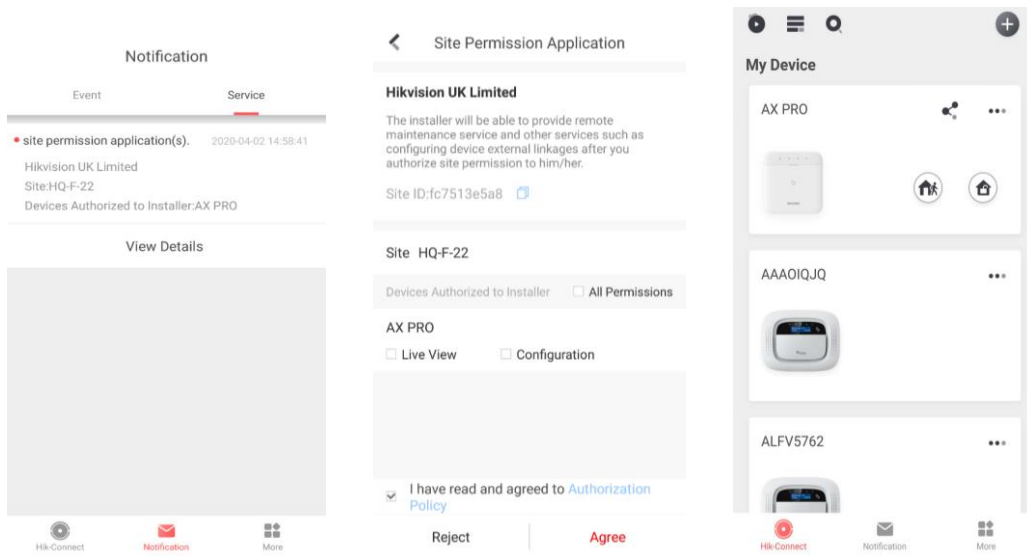 Notification
Event Service
site permission application(s). 2020-04-02 14:58:41
Hikvision UK Limited
Site:HQ-F-22
Devices Authorized to Installer:AX PRO
View Details
Hik-Connect Notification More
Site Permission Application
Hikvision UK Limited
The installer will be able to provide remote
maintenance service and other services such as
configuring device external linkages after you
authorize site permission to him/her.
Site ID:fc7513e5a8
Site HQ-F-22
Devices Authorized to Installer All Permissions
AX PRO
Live View Configuration
I have read and agreed to Authorization
Policy
Reject Agree
My Device
AX PRO
AAAOIQJQ
ALFV5762
Hik-Connect Notification More